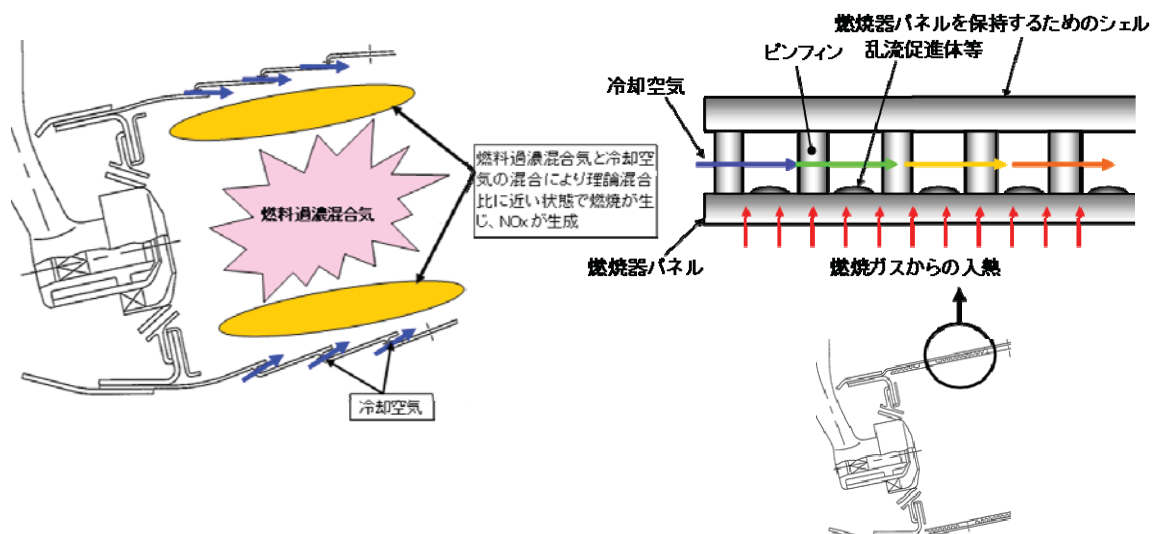 燃料過濃混合気
燃料過濃混合気と冷却空
気の混合により理論混合
比に近い状態で燃焼が生
じ、NOxが生成
冷却空気
燃焼器パネルを保持するためのシェル
乱流促進体等
ピンフィン
冷却空気
燃焼器パネル
燃焼ガスからの入熱